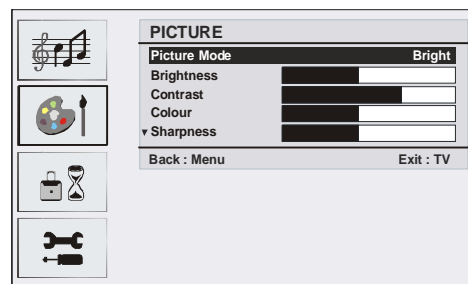 PICTURE
Picture Mode Bright
Brightness
Contrast
Colour
▼ Sharpness
Back : Menu Exit : TV